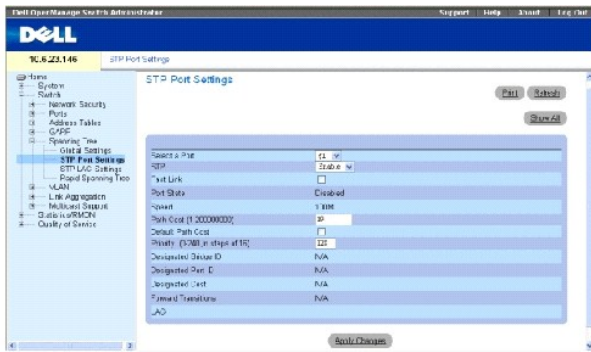 Dell OpenManage Switch Administrator
Support Help About Log Out
DELL
10.6.23.146
STP Port Settings
Home
System
Switch
Network Security
Ports
Address Tables
GARP
Spanning Tree
Global Settings
STP Port Settings
STP LAG Settings
Rapid Spanning Tree
VLAN
Link Aggregation
Multicast Support
Statistics/RMON
Quality of Service
STP Port Settings
Print Refresh
Show All
Select a Port
STP Enable
Fast Link
Port State Disabled
Speed 100M
Path Cost (1-200000000) 19
Default Path Cost
Priority (0-240, in steps of 16) 128
Designated Bridge ID N/A
Designated Port ID N/A
Designated Cost N/A
Forward Transitions N/A
LAG
Apply Changes